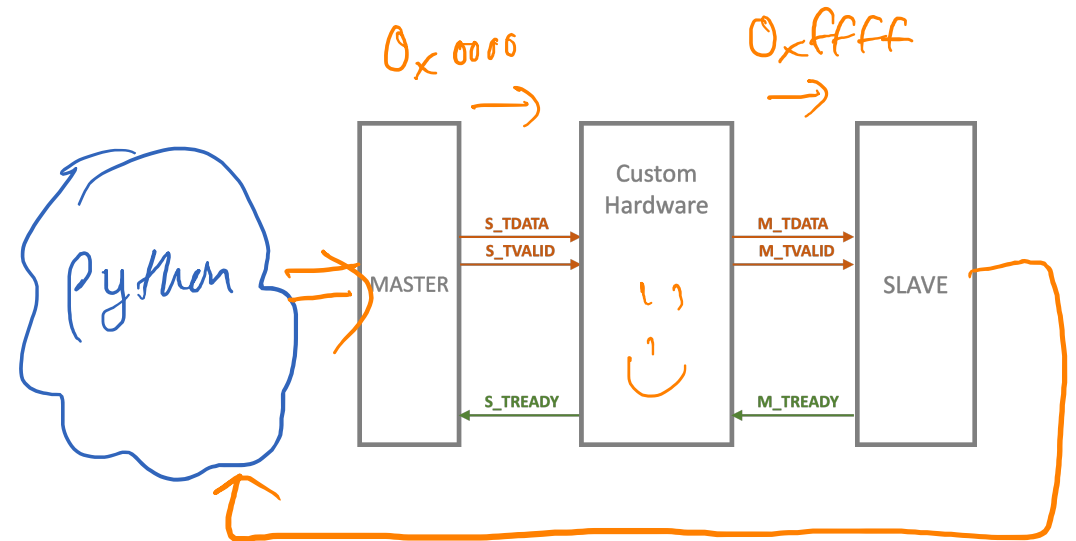 0x0000
0xffff
Custom
Hardware
S_TDATA
M_TDATA
S_TVALID
M_TVALID
python
MASTER
SLAVE
S_TREADY
M_TREADY